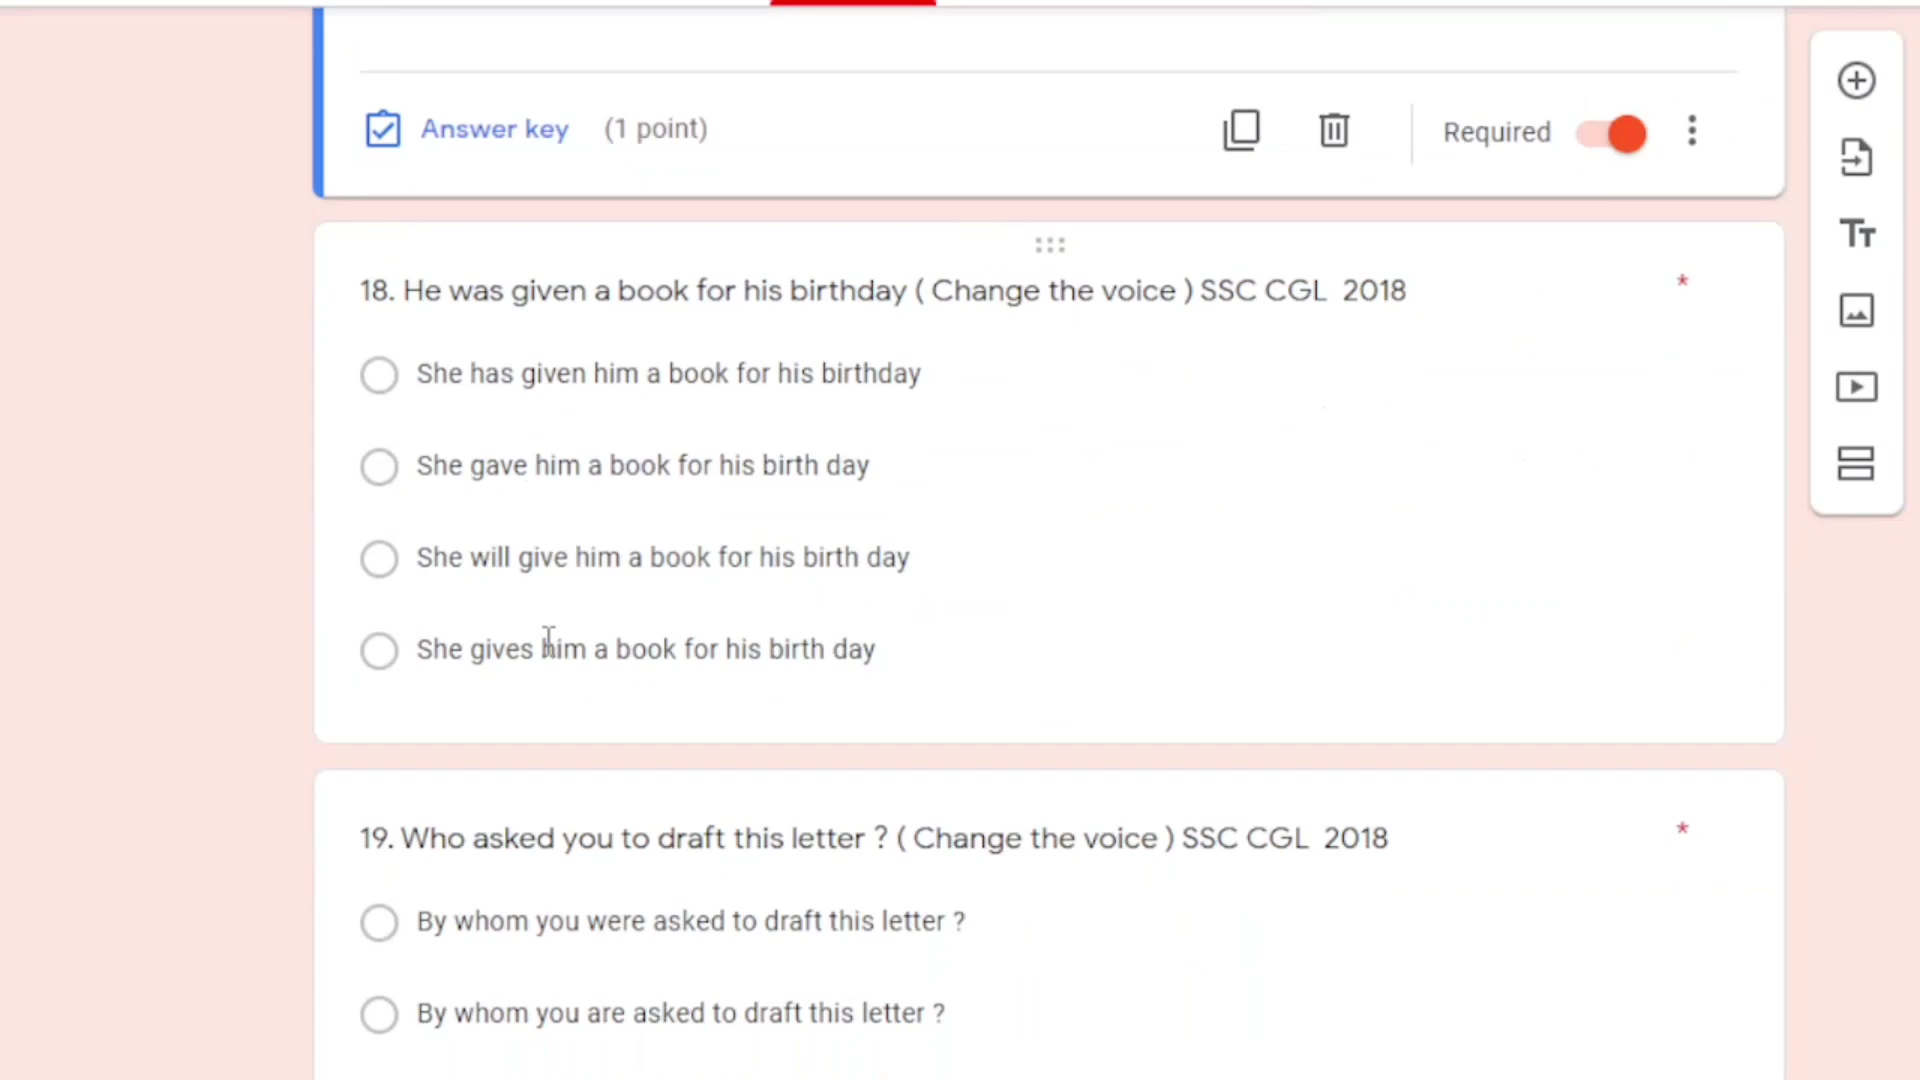 Answer key (1 point) Required
18. He was given a book for his birthday ( Change the voice ) SSC CGL 2018 *
She has given him a book for his birthday
She gave him a book for his birth day
She will give him a book for his birth day
She gives him a book for his birth day
19. Who asked you to draft this letter ? ( Change the voice ) SSC CGL 2018 *
By whom you were asked to draft this letter ?
By whom you are asked to draft this letter ?